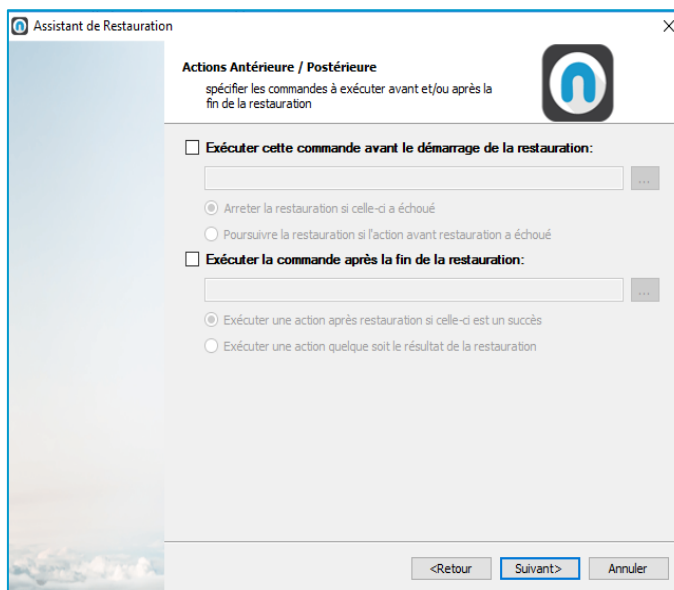 Assistant de Restauration
Actions Antérieure / Postérieure
spécifier les commandes à exécuter avant et/ou après la
fin de la restauration
Exécuter cette commande avant le démarrage de la restauration:
...
Arreter la restauration si celle-ci a échoué
Poursuivre la restauration si l'action avant restauration a échoué
Exécuter la commande après la fin de la restauration:
...
Exécuter une action après restauration si celle-ci est un succès
Exécuter une action quelque soit le résultat de la restauration
<Retour
Suivant>
Annuler